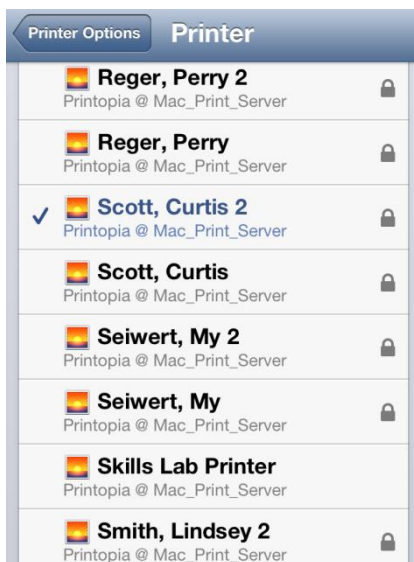 Printer Options
Printer
Reger, Perry 2
Printopia @ Mac_Print_Server
Reger, Perry
Printopia @ Mac_Print_Server
Scott, Curtis 2
Printopia @ Mac_Print_Server
Scott, Curtis
Printopia @ Mac_Print_Server
Seiwert, My 2
Printopia @ Mac_Print_Server
Seiwert, My
Printopia @ Mac_Print_Server
Skills Lab Printer
Printopia @ Mac_Print_Server
Smith, Lindsey 2
Printopia @ Mac_Print_Server